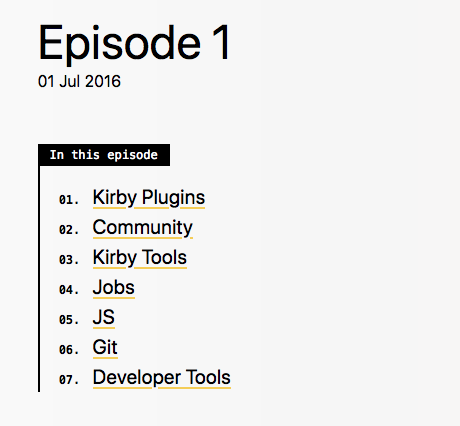 Episode 1
01 Jul 2016
In this episode
01. Kirby Plugins
02. Community
03. Kirby Tools
04. Jobs
05. JS
06. Git
07. Developer Tools